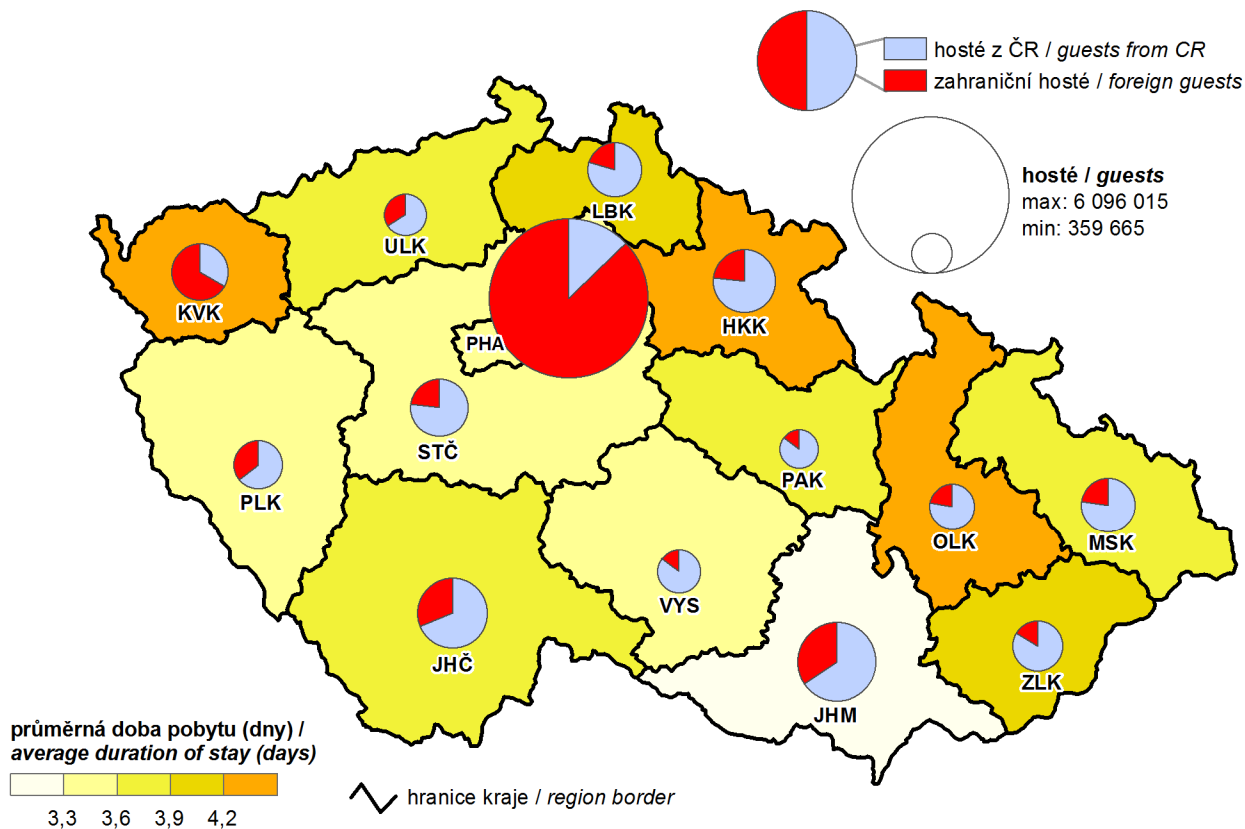 hosté z ČR / guests from CR
zahraniční hosté / foreign guests
hosté / guests
max: 6 096 015
min: 359 665
LBK
ULK
KVK
HKK
PHA
STČ
PAK
PLK
OLK
MSK
VYS
JHČ
ZLK
JHM
průměrná doba pobytu (dny) /
average duration of stay (days)
3,3 3,6 3,9 4,2
hranice kraje / region border